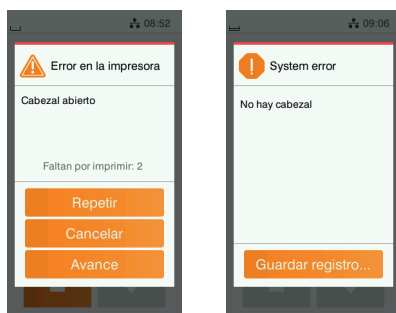 08:52
Error en la impresora
Cabezal abierto
Faltan por imprimir: 2
Repetir
Cancelar
Avance
09:06
System error
No hay cabezal
Guardar registro...